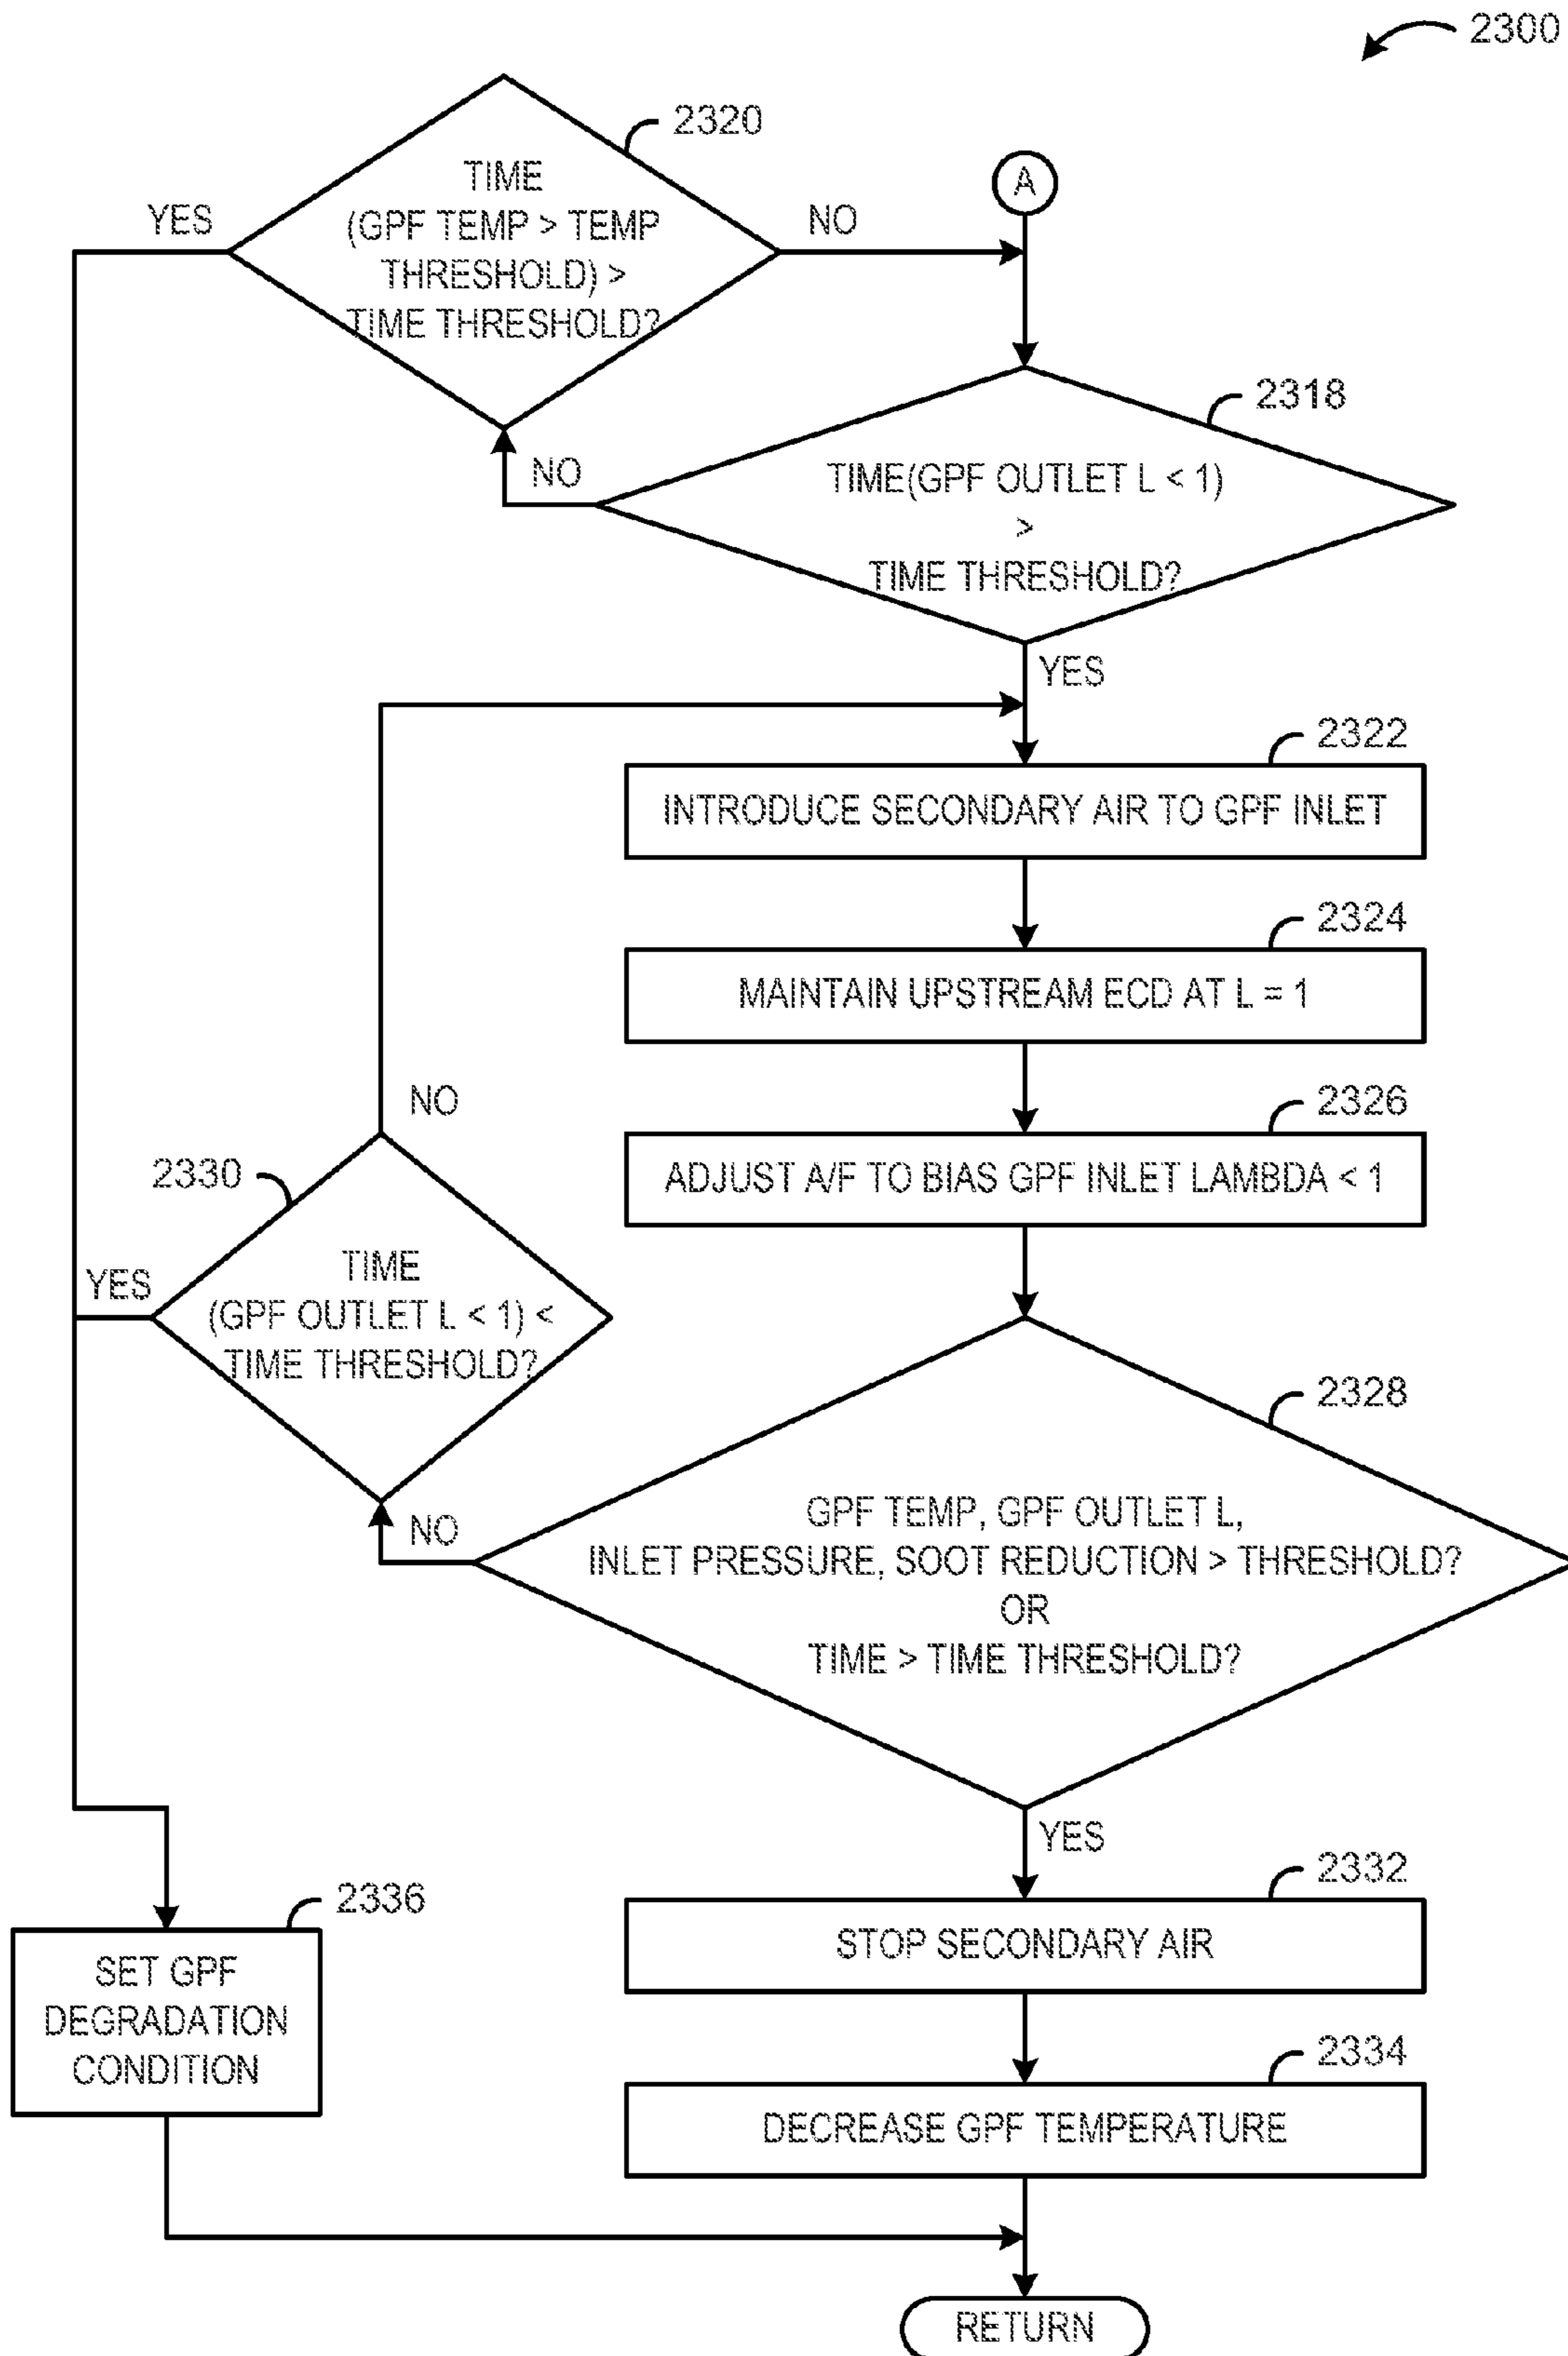 2300
2320
TIME
(GPF TEMP > TEMP
THRESHOLD) >
TIME THRESHOLD?
YES
NO
A
2318
TIME(GPF OUTLET L < 1)
>
TIME THRESHOLD?
NO
YES
2322
INTRODUCE SECONDARY AIR TO GPF INLET
2324
MAINTAIN UPSTREAM ECD AT L = 1
2326
ADJUST A/F TO BIAS GPF INLET LAMBDA < 1
NO
2330
TIME
(GPF OUTLET L < 1) <
TIME THRESHOLD?
YES
2328
GPF TEMP, GPF OUTLET L,
INLET PRESSURE, SOOT REDUCTION > THRESHOLD?
OR
TIME > TIME THRESHOLD?
NO
YES
2332
STOP SECONDARY AIR
2336
SET GPF
DEGRADATION
CONDITION
2334
DECREASE GPF TEMPERATURE
RETURN